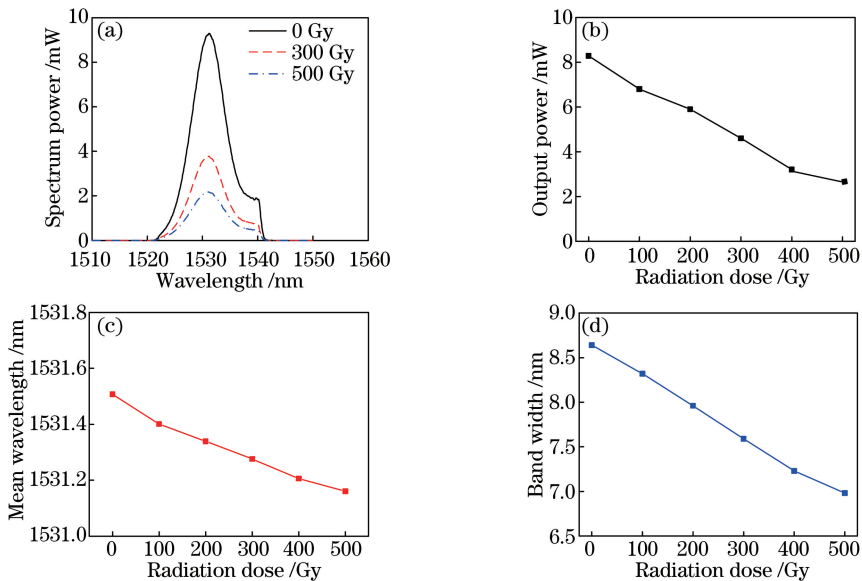 (a)
0 Gy
300 Gy
500 Gy
10
8
6
4
2
0
Spectrum power /mW
1510 1520 1530 1540 1550 1560
Wavelength /nm
(b)
10
8
6
4
2
0
Output power /mW
0 100 200 300 400 500
Radiation dose /Gy
(c)
1531.8
1531.6
1531.4
1531.2
1531.0
Mean wavelength /nm
0 100 200 300 400 500
Radiation dose /Gy
(d)
9.0
8.5
8.0
7.5
7.0
6.5
Band width /nm
0 100 200 300 400 500
Radiation dose /Gy